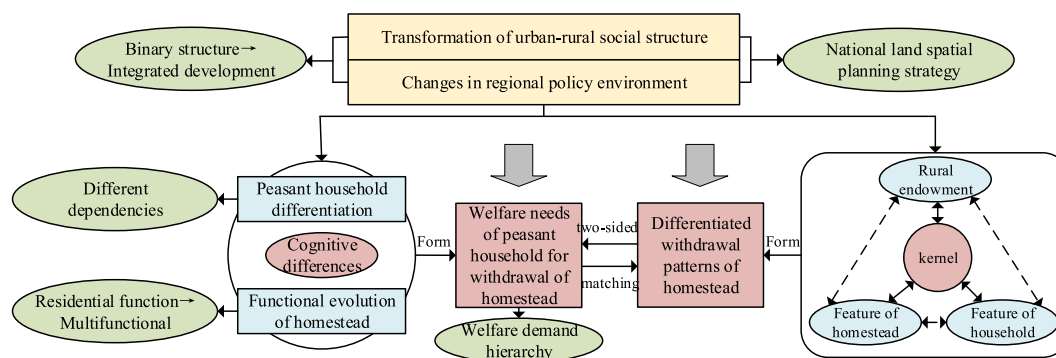 Binary structure→
Integrated development
Transformation of urban-rural social structure
Changes in regional policy environment
National land spatial
planning strategy
Different
dependencies
Peasant household
differentiation
Cognitive
differences
Residential function→
Multifunctional
Functional evolution
of homestead
Form
Welfare needs
of peasant
household for
withdrawal of
homestead
Welfare demand
hierarchy
two-sided
matching
Differentiated
withdrawal
patterns of
homestead
Form
Rural
endowment
kernel
Feature of
homestead
Feature of
household